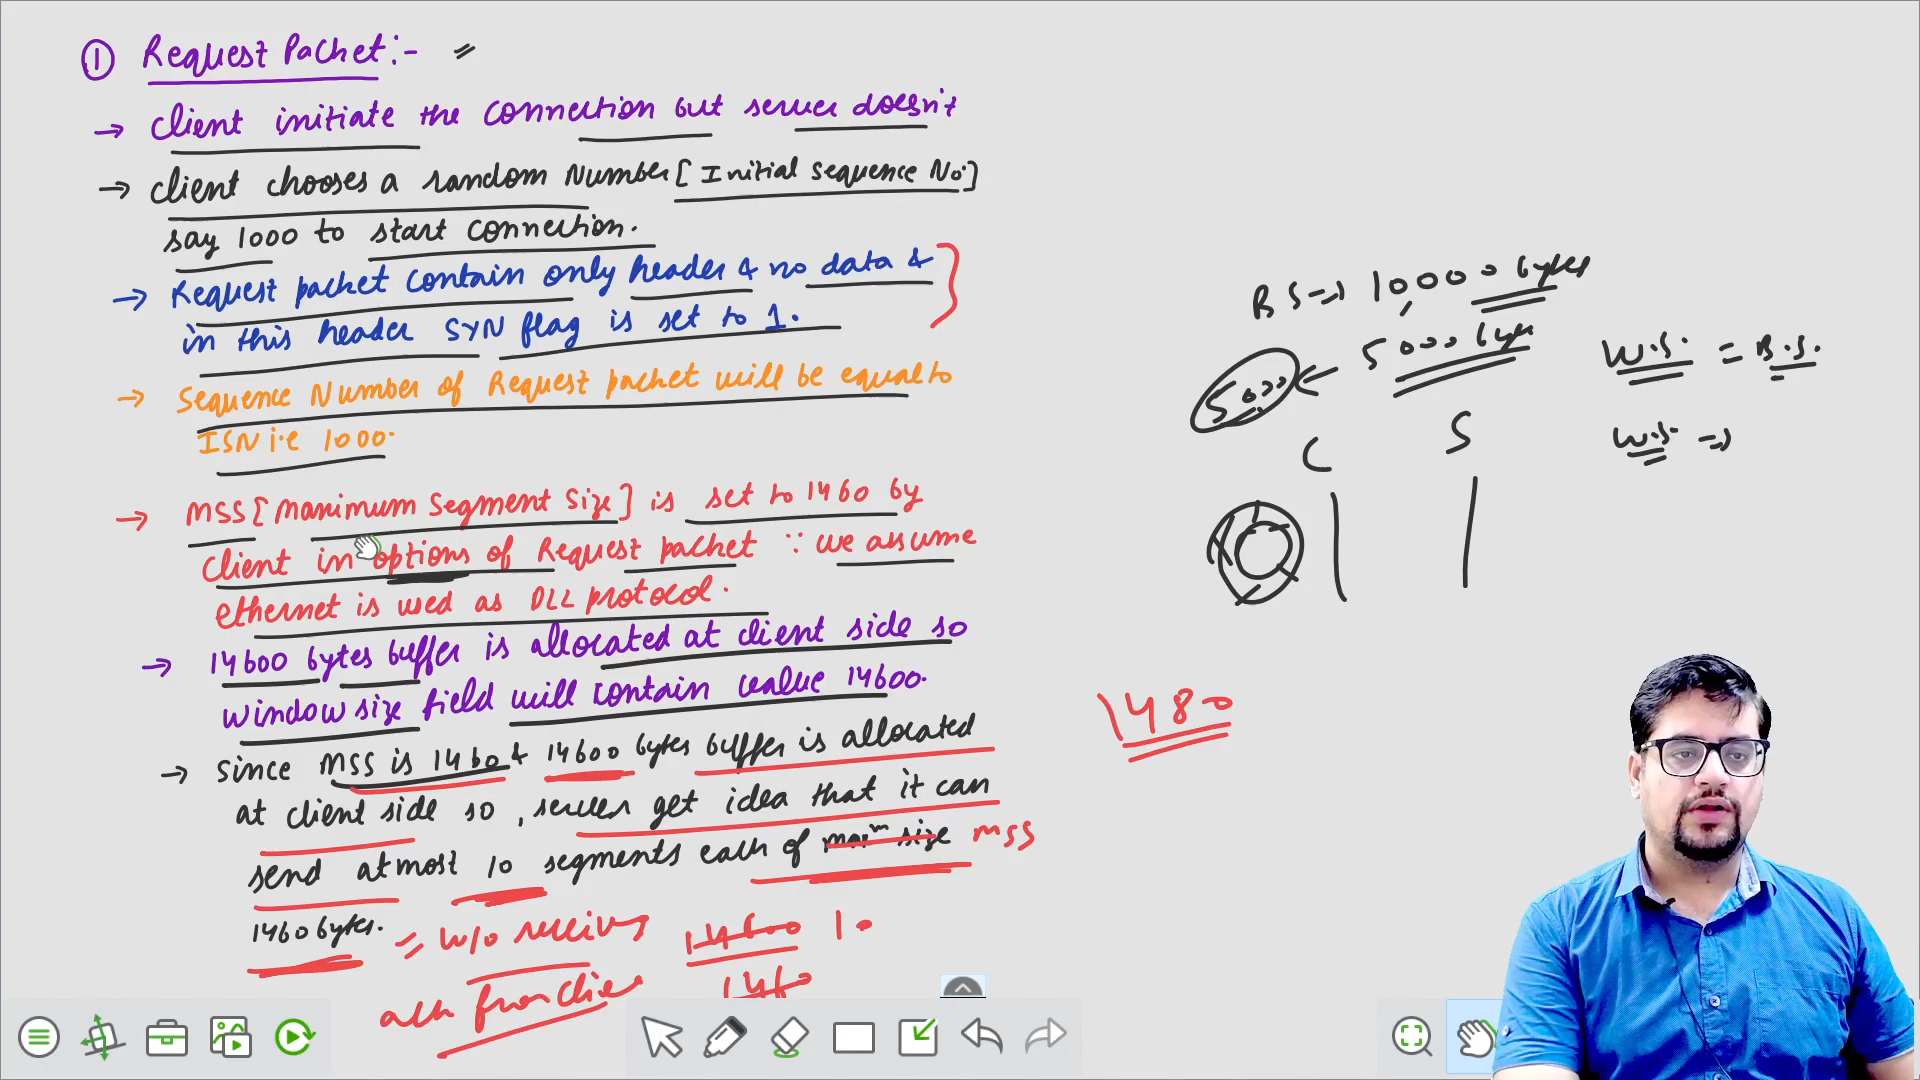 ① Request Packet:-
→ Client initiate the connection but server doesn't
→ Client chooses a random Number [Initial Sequence No.]
say 1000 to start connection.
→ Request packet contain only header & no data &
in this header SYN flag is set to 1.
→ Sequence Number of Request packet will be equal to
ISN i.e 1000.
→ MSS [Maximum Segment Size] is set to 1460 by
Client in options of Request packet ∵ we assume
ethernet is used as DLL protocol.
→ 14600 bytes buffer is allocated at client side so
window size field will contain value 14600.
→ Since MSS is 1460 & 14600 bytes buffer is allocated
at client side so, server get idea that it can
send atmost 10 segments each of maxm size MSS
1460 bytes.
= w/o receiving
ack from client
14600 10
1460
BS → 10,000 bytes
5000 bytes
5000 ←
W.S. = B.S.
W.S. →
C S
1480